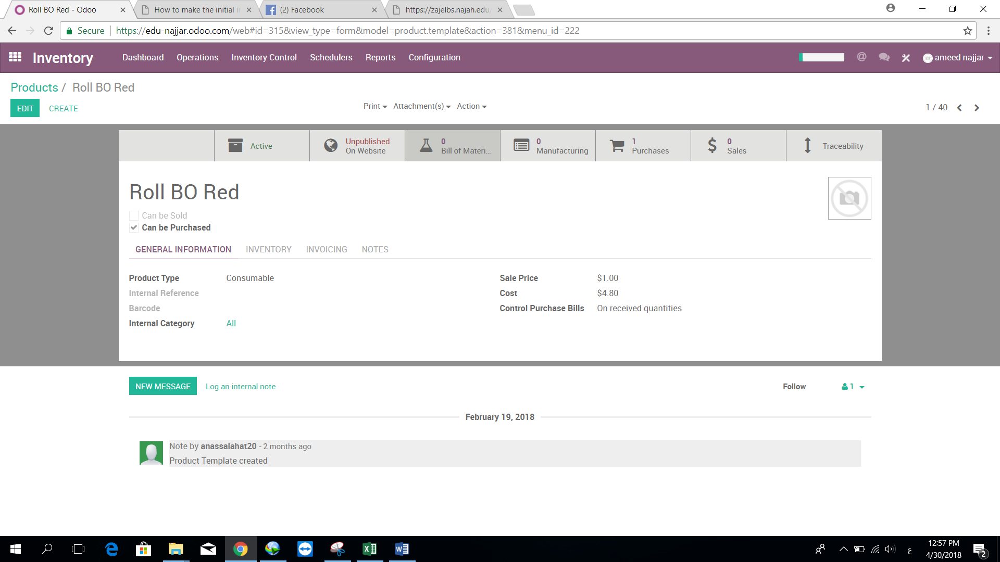 Roll BO Red - Odoo
How to make the initial i
(2) Facebook
https://zajelbs.najah.edu
Secure
https://edu-najjar.odoo.com/web#id=315&view_type=form&model=product.template&action=381&menu_id=222
Inventory
Dashboard Operations Inventory Control Schedulers Reports Configuration
@
ameed najjar
Products / Roll BO Red
EDIT CREATE
Print Attachment(s) Action
1 / 40
Active
Unpublished
On Website
0
Bill of Materi...
0
Manufacturing
1
Purchases
$
0
Sales
Traceability
Roll BO Red
Can be Sold
Can be Purchased
GENERAL INFORMATION INVENTORY INVOICING NOTES
Product Type Consumable
Internal Reference
Barcode
Internal Category All
Sale Price $1.00
Cost $4.80
Control Purchase Bills On received quantities
NEW MESSAGE Log an internal note
Follow 1
February 19, 2018
Note by anassalahat20 - 2 months ago
Product Template created
ع
12:57 PM
4/30/2018
2